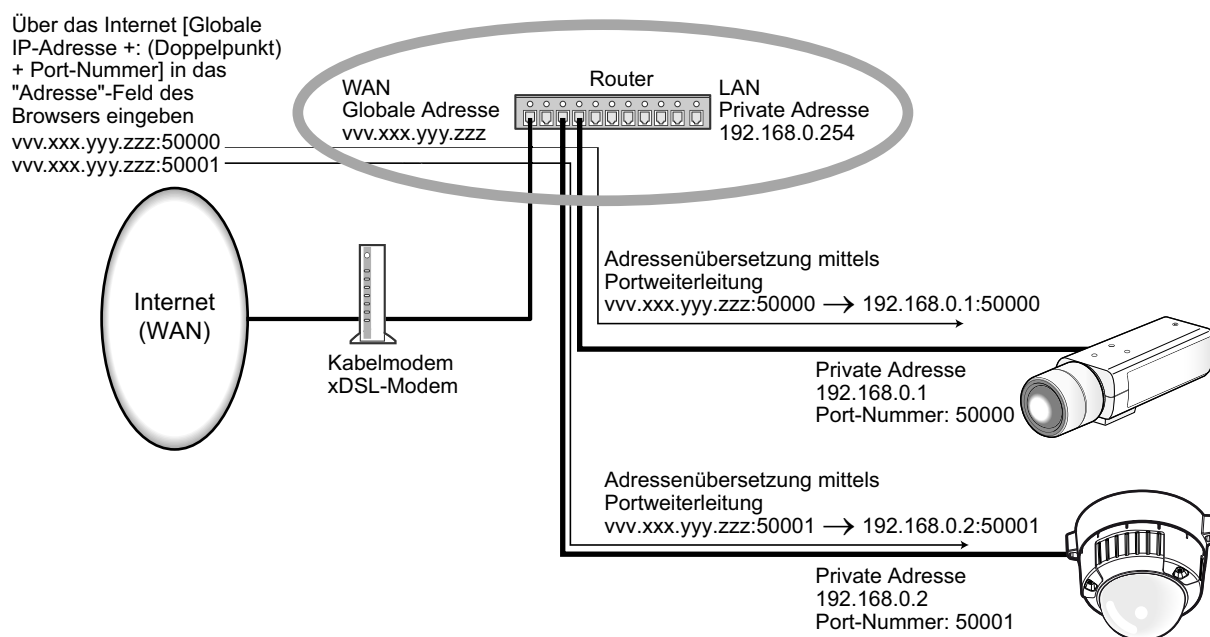 Über das Internet [Globale
IP-Adresse +: (Doppelpunkt)
+ Port-Nummer] in das
"Adresse"-Feld des
Browsers eingeben
vvv.xxx.yyy.zzz:50000
vvv.xxx.yyy.zzz:50001
WAN
Globale Adresse
vvv.xxx.yyy.zzz
Router
LAN
Private Adresse
192.168.0.254
Internet
(WAN)
Kabelmodem
xDSL-Modem
Adressenübersetzung mittels
Portweiterleitung
vvv.xxx.yyy.zzz:50000 → 192.168.0.1:50000
Private Adresse
192.168.0.1
Port-Nummer: 50000
Adressenübersetzung mittels
Portweiterleitung
vvv.xxx.yyy.zzz:50001 → 192.168.0.2:50001
Private Adresse
192.168.0.2
Port-Nummer: 50001